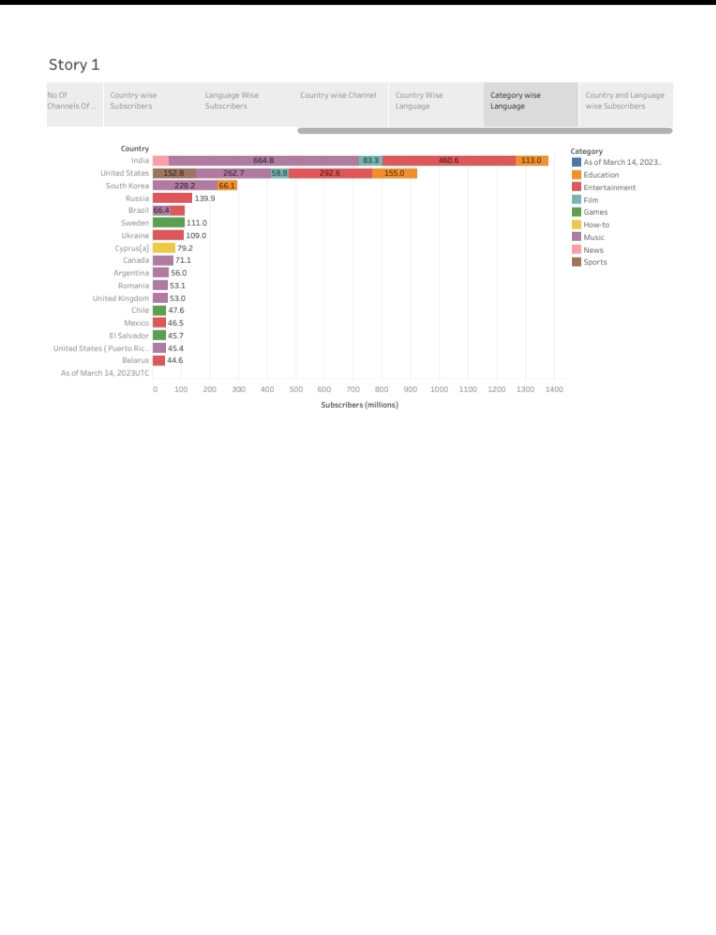 Story 1
No Of
Channels Of ..
Country wise
Subscribers
Language Wise
Subscribers
Country wise Channel
Country Wise
Language
Category wise
Language
Country and Language
wise Subscribers
Country
India 664.8 83.3 460.6 113.0
United States 152.8 262.7 58.8 292.6 155.0
South Korea 228.2 66.1
Russia 139.9
Brazil 66.4
Sweden 111.0
Ukraine 109.0
Cyprus[a] 79.2
Canada 71.1
Argentina 56.0
Romania 53.1
United Kingdom 53.0
Chile 47.6
Mexico 46.5
El Salvador 45.7
United States ( Puerto Ric.. 45.4
Belarus 44.6
As of March 14, 2023UTC
0 100 200 300 400 500 600 700 800 900 1000 1100 1200 1300 1400
Subscribers (millions)
Category
As of March 14, 2023..
Education
Entertainment
Film
Games
How-to
Music
News
Sports